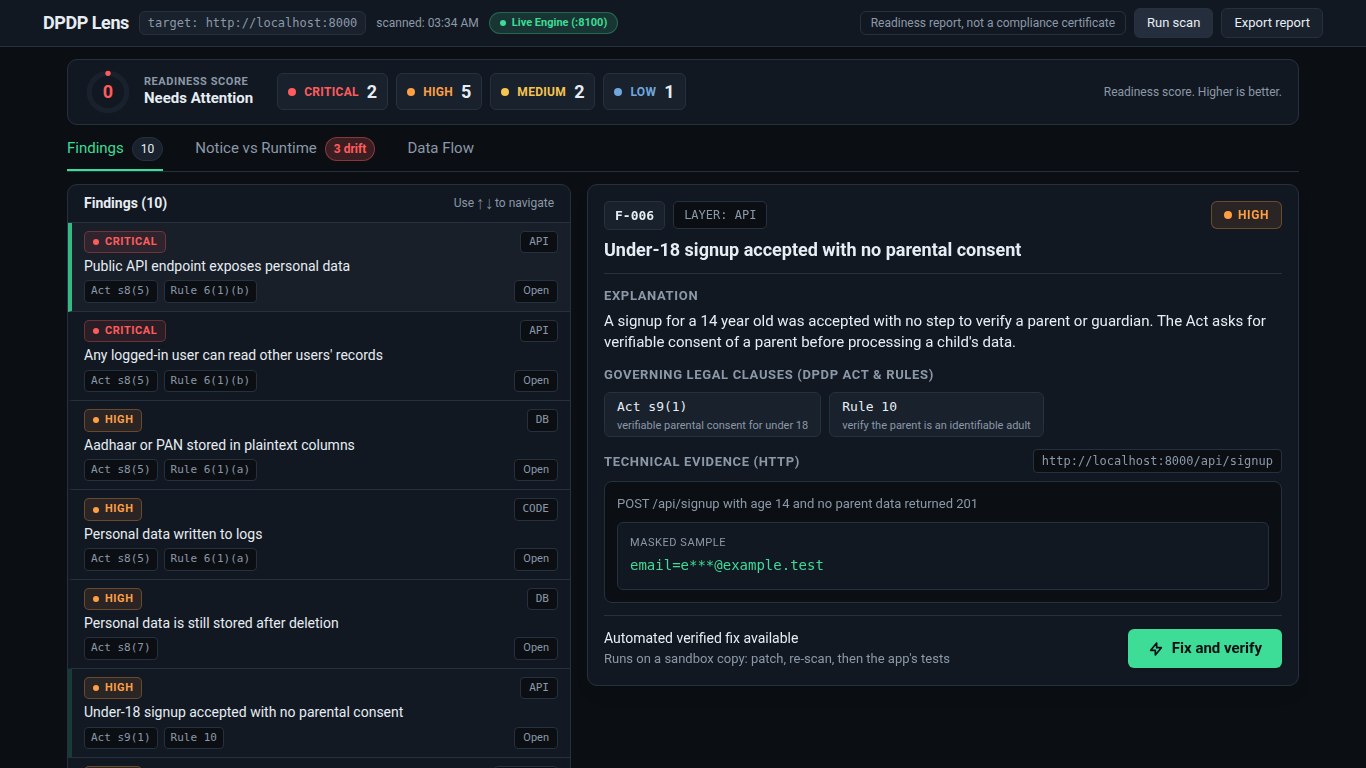 DPDP Lens
target: http://localhost:8000
scanned: 03:34 AM
Live Engine (:8100)
Readiness report, not a compliance certificate
Run scan
Export report
0
READINESS SCORE
Needs Attention
CRITICAL 2
HIGH 5
MEDIUM 2
LOW 1
Readiness score. Higher is better.
Findings 10
Notice vs Runtime 3 drift
Data Flow
Findings (10)
Use ↑ ↓ to navigate
CRITICAL
API
Public API endpoint exposes personal data
Act s8(5)
Rule 6(1)(b)
Open
CRITICAL
API
Any logged-in user can read other users' records
Act s8(5)
Rule 6(1)(b)
Open
HIGH
DB
Aadhaar or PAN stored in plaintext columns
Act s8(5)
Rule 6(1)(a)
Open
HIGH
CODE
Personal data written to logs
Act s8(5)
Rule 6(1)(a)
Open
HIGH
DB
Personal data is still stored after deletion
Act s8(7)
Open
HIGH
API
Under-18 signup accepted with no parental consent
Act s9(1)
Rule 10
Open
F-006
LAYER: API
HIGH
Under-18 signup accepted with no parental consent
EXPLANATION
A signup for a 14 year old was accepted with no step to verify a parent or guardian. The Act asks for
verifiable consent of a parent before processing a child's data.
GOVERNING LEGAL CLAUSES (DPDP ACT & RULES)
Act s9(1)
verifiable parental consent for under 18
Rule 10
verify the parent is an identifiable adult
TECHNICAL EVIDENCE (HTTP)
http://localhost:8000/api/signup
POST /api/signup with age 14 and no parent data returned 201
MASKED SAMPLE
email=e***@example.test
Automated verified fix available
Runs on a sandbox copy: patch, re-scan, then the app's tests
Fix and verify